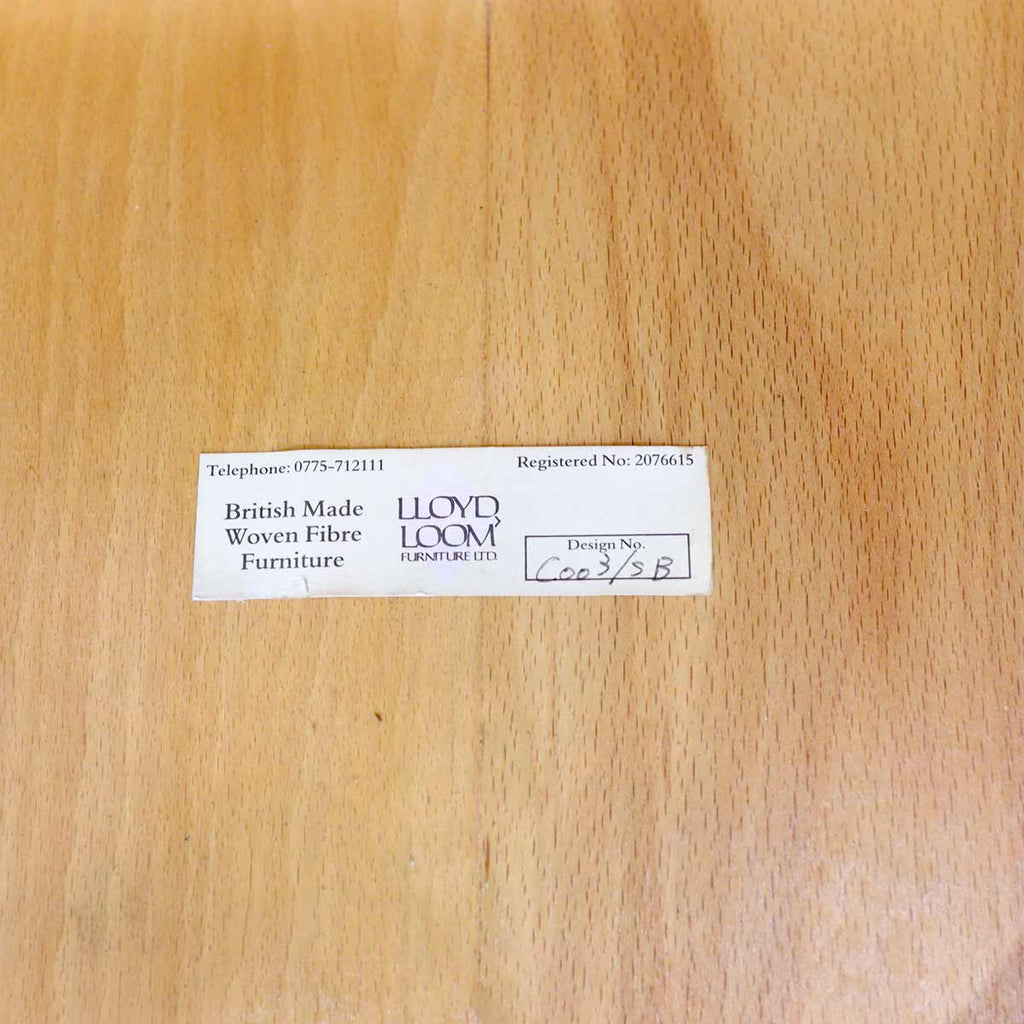 Telephone: 0775-712111
Registered No: 2076615
British Made
Woven Fibre
Furniture
LLOYD
LOOM
FURNITURE LTD.
Design No.
C003/SB